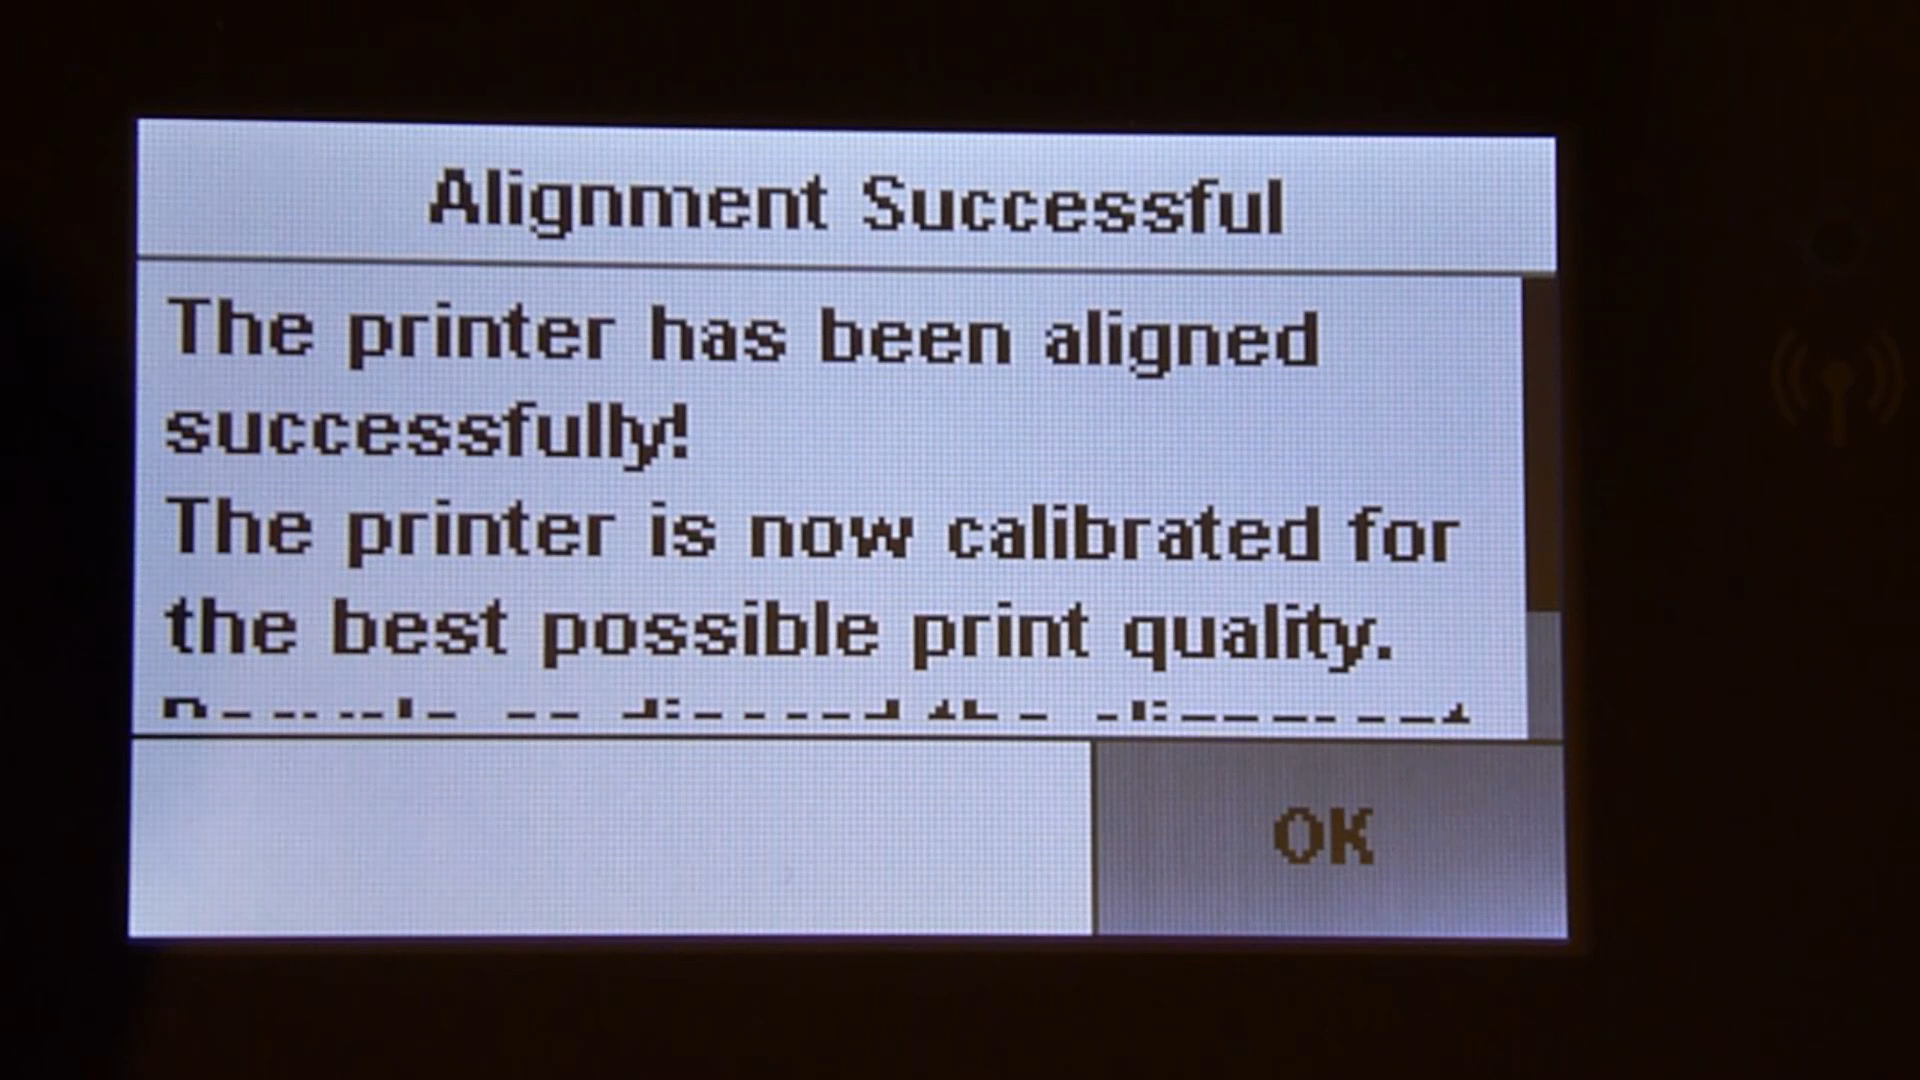 Alignment Successful
The printer has been aligned
successfully!
The printer is now calibrated for
the best possible print quality.
OK